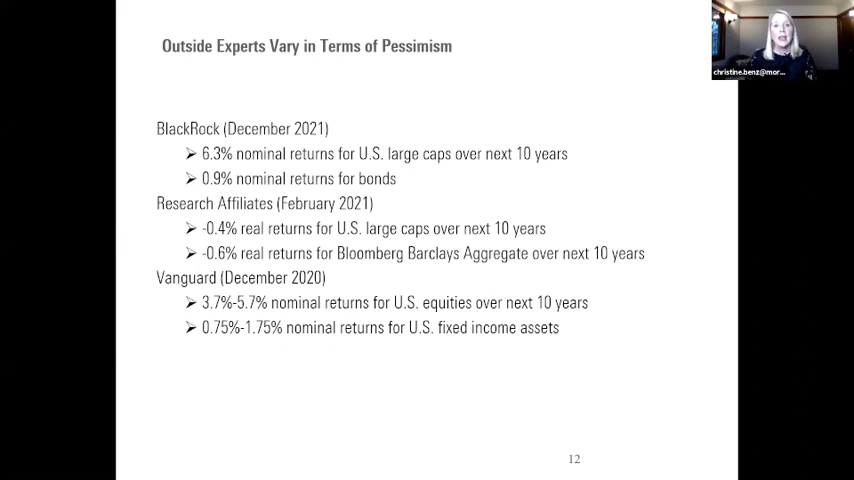 Outside Experts Vary in Terms of Pessimism
christine.benz@mor...
BlackRock (December 2021)
➢ 6.3% nominal returns for U.S. large caps over next 10 years
➢ 0.9% nominal returns for bonds
Research Affiliates (February 2021)
➢ -0.4% real returns for U.S. large caps over next 10 years
➢ -0.6% real returns for Bloomberg Barclays Aggregate over next 10 years
Vanguard (December 2020)
➢ 3.7%-5.7% nominal returns for U.S. equities over next 10 years
➢ 0.75%-1.75% nominal returns for U.S. fixed income assets
12